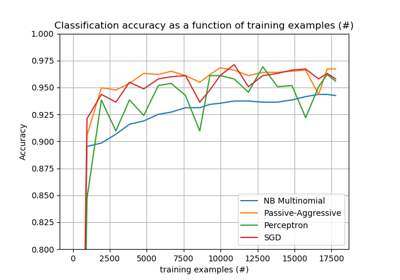 Classification accuracy as a function of training examples (#)
1.000
0.975
0.950
0.925
0.900
0.875
0.850
0.825
0.800
Accuracy
NB Multinomial
Passive-Aggressive
Perceptron
SGD
0 2500 5000 7500 10000 12500 15000 17500
training examples (#)